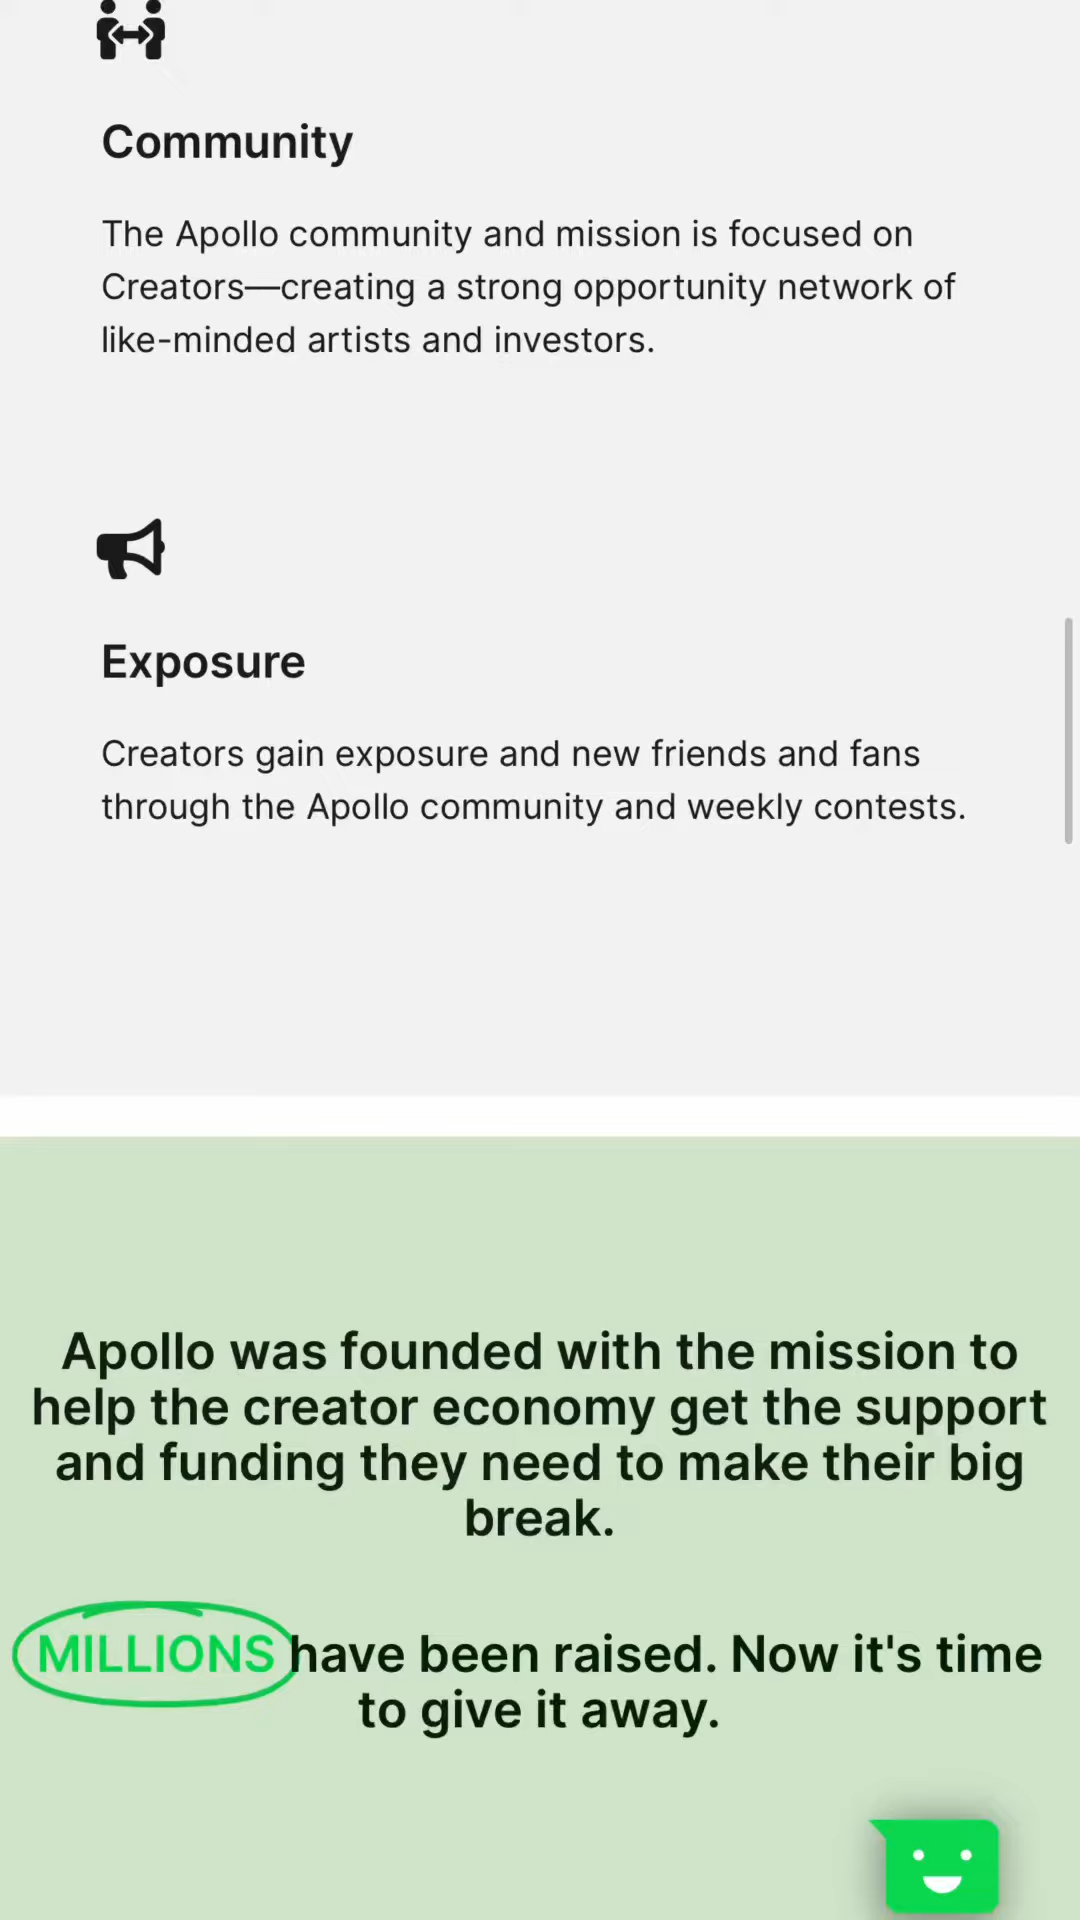 Community
The Apollo community and mission is focused on
Creators—creating a strong opportunity network of
like-minded artists and investors.
Exposure
Creators gain exposure and new friends and fans
through the Apollo community and weekly contests.
Apollo was founded with the mission to
help the creator economy get the support
and funding they need to make their big
break.
MILLIONS have been raised. Now it's time
to give it away.